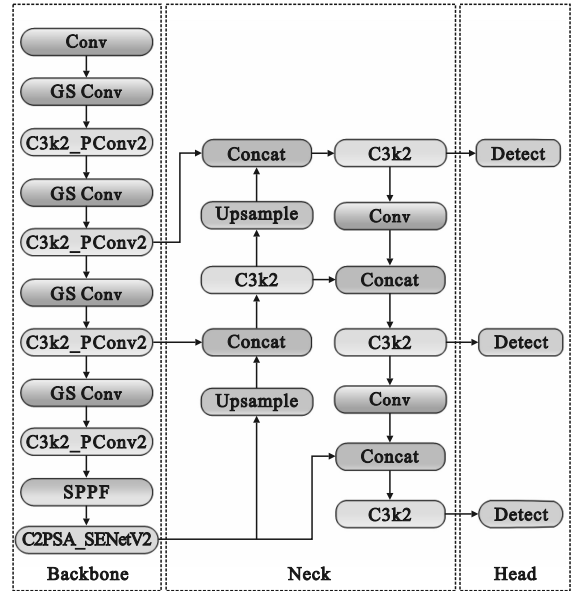 Conv
GS Conv
C3k2_PConv2
GS Conv
C3k2_PConv2
GS Conv
C3k2_PConv2
GS Conv
C3k2_PConv2
SPPF
C2PSA_SENetV2
Backbone
Concat
Upsample
C3k2
Concat
Upsample
C3k2
Conv
Concat
C3k2
Conv
Concat
C3k2
Neck
Detect
Detect
Detect
Head